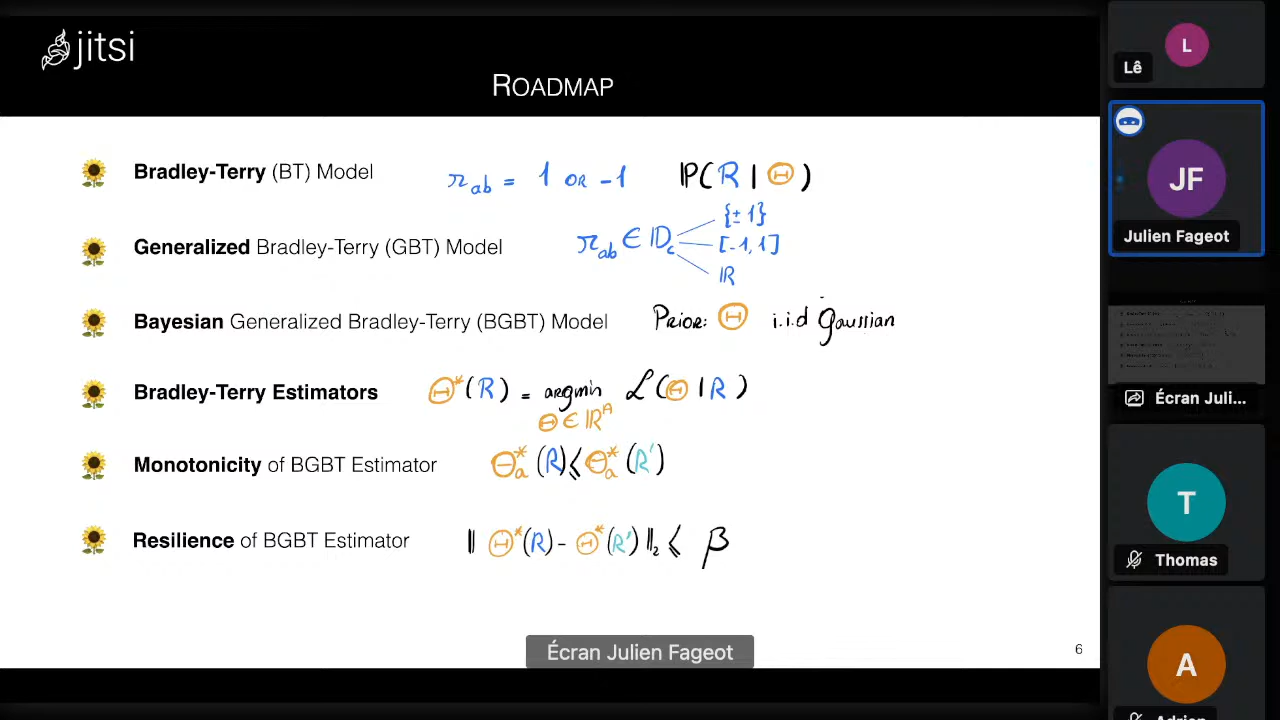 jitsi
ROADMAP
Bradley-Terry (BT) Model r_ab = 1 OR -1 ℙ(R | Θ)
Generalized Bradley-Terry (GBT) Model r_ab ∈ 𝔻_c {±1}
[-1, 1]
ℝ
Bayesian Generalized Bradley-Terry (BGBT) Model PRIOR: Θ i.i.d Gaussian
Bradley-Terry Estimators Θ*(R) = argmin ℒ(Θ | R)
Θ ∈ ℝ^A
Monotonicity of BGBT Estimator Θ*_a(R) ⩽ Θ*_a(R')
Resilience of BGBT Estimator ‖Θ*(R) - Θ*(R')‖_2 ⩽ β
6
Écran Julien Fageot
L
Lê
JF
Julien Fageot
Écran Juli...
T
Thomas
A
Adrien